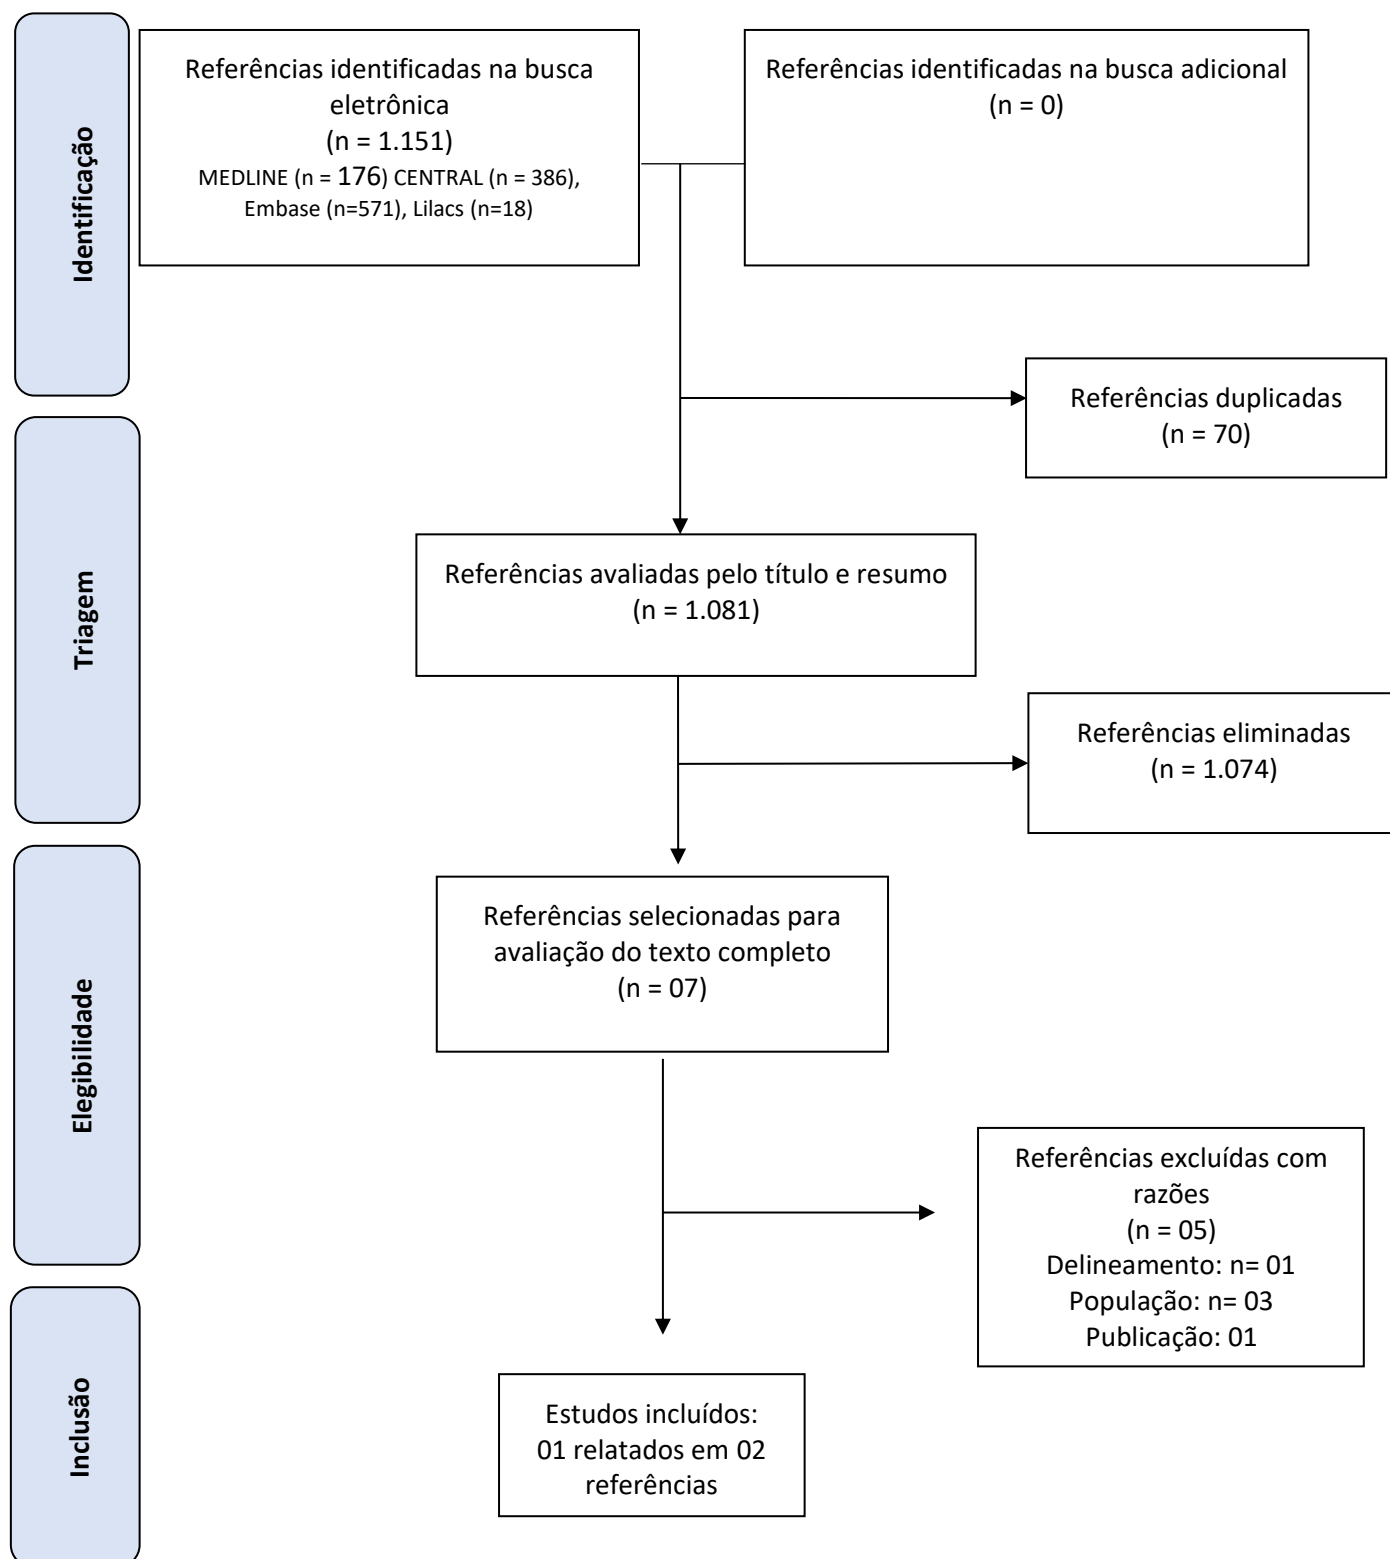 Identificação
Referências identificadas na busca
eletrônica
(n = 1.151)
MEDLINE (n = 176) CENTRAL (n = 386),
Embase (n=571), Lilacs (n=18)
Referências identificadas na busca adicional
(n = 0)
Referências duplicadas
(n = 70)
Triagem
Referências avaliadas pelo título e resumo
(n = 1.081)
Referências eliminadas
(n = 1.074)
Elegibilidade
Referências selecionadas para
avaliação do texto completo
(n = 07)
Referências excluídas com
razões
(n = 05)
Delineamento: n= 01
População: n= 03
Publicação: 01
Inclusão
Estudos incluídos:
01 relatados em 02
referências